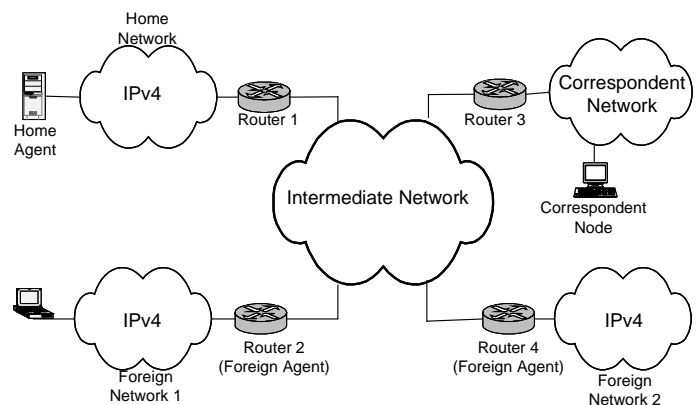 Home
Network
IPv4
Home
Agent
Router 1
Router 3
Correspondent
Network
Correspondent
Node
Intermediate Network
IPv4
Foreign
Network 1
Router 2
(Foreign Agent)
Router 4
(Foreign Agent)
IPv4
Foreign
Network 2